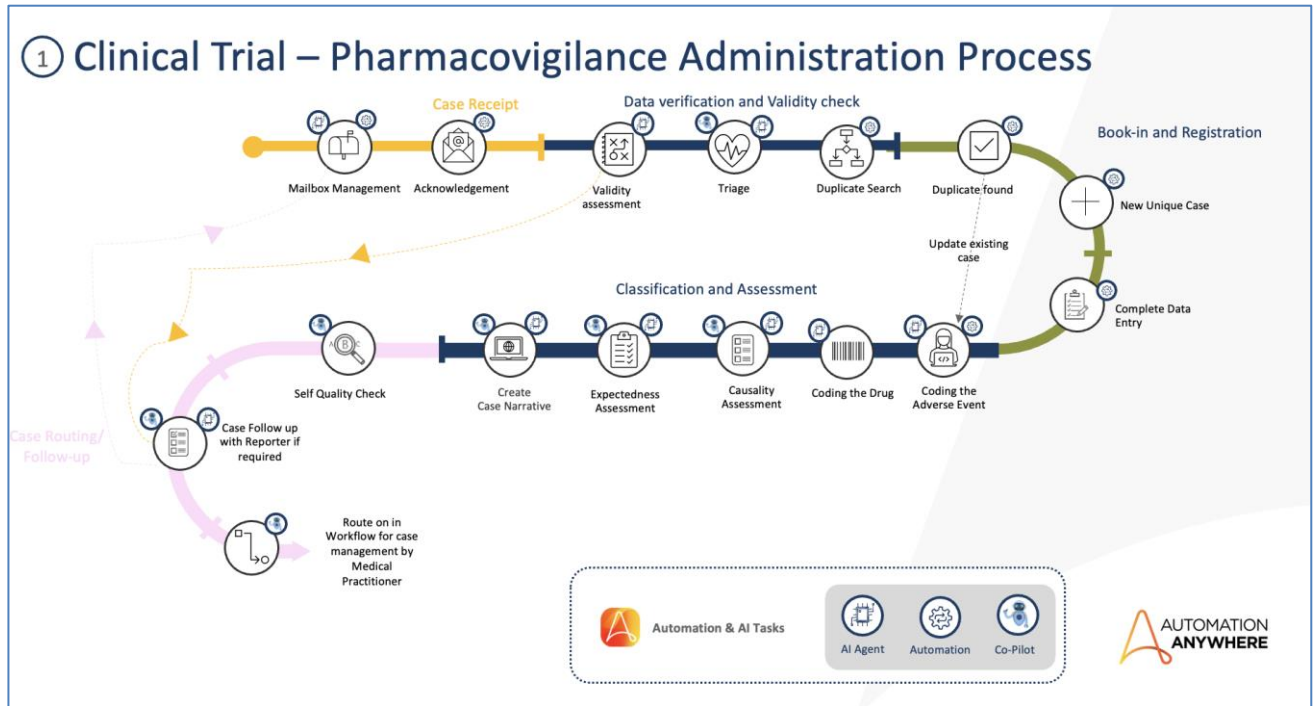 1 Clinical Trial – Pharmacovigilance Administration Process
Case Receipt
Data verification and Validity check
Book-in and Registration
Mailbox Management
Acknowledgement
Validity
assessment
Triage
Duplicate Search
Duplicate found
New Unique Case
Update existing
case
Complete Data
Entry
Classification and Assessment
Self Quality Check
Create
Case Narrative
Expectedness
Assessment
Causality
Assessment
Coding the Drug
Coding the
Adverse Event
Case Routing/
Follow-up
Case Follow up
with Reporter if
required
Route on in
Workflow for case
management by
Medical
Practitioner
Automation & AI Tasks
AI Agent
Automation
Co-Pilot
AUTOMATION
ANYWHERE